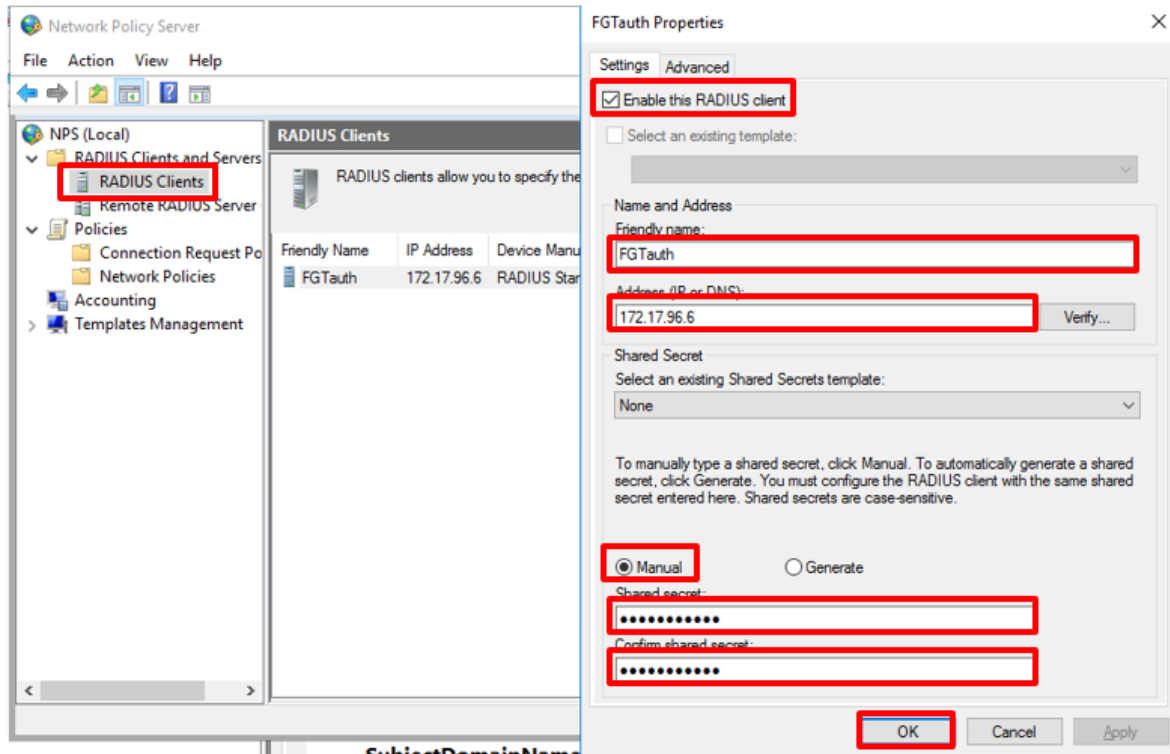 Network Policy Server
File Action View Help
NPS (Local)
RADIUS Clients and Servers
RADIUS Clients
Remote RADIUS Server
Policies
Connection Request Po
Network Policies
Accounting
Templates Management
RADIUS Clients
RADIUS clients allow you to specify the
Friendly Name IP Address Device Manu
FGTauth 172.17.96.6 RADIUS Stan
FGTauth Properties
Settings Advanced
Enable this RADIUS client
Select an existing template:
Name and Address
Friendly name:
FGTauth
Address (IP or DNS):
172.17.96.6
Verify...
Shared Secret
Select an existing Shared Secrets template:
None
To manually type a shared secret, click Manual. To automatically generate a shared
secret, click Generate. You must configure the RADIUS client with the same shared
secret entered here. Shared secrets are case-sensitive.
Manual Generate
Shared secret:
●●●●●●●●●●●
Confirm shared secret:
●●●●●●●●●●●
OK Cancel Apply
SubjectDomainName